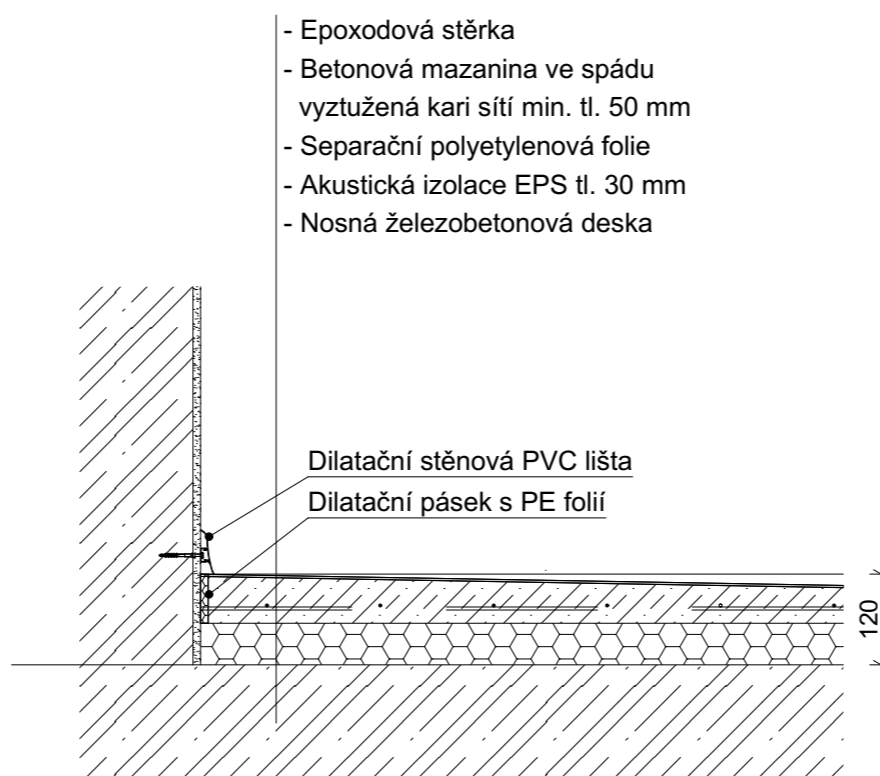 - Epoxodová stěrka
- Betonová mazanina ve spádu
vyztužená kari sítí min. tl. 50 mm
- Separační polyetylenová folie
- Akustická izolace EPS tl. 30 mm
- Nosná železobetonová deska
Dilatační stěnová PVC lišta
Dilatační pásek s PE folií
120